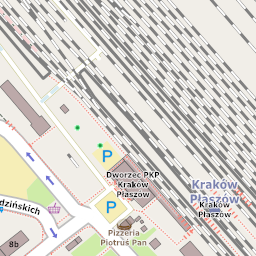 P
Dworzec PKP
Kraków
Płaszów
Kraków
Płaszów
Kraków
Płaszów
dzińskich
P
Pizzeria
Piotruś Pan
8b